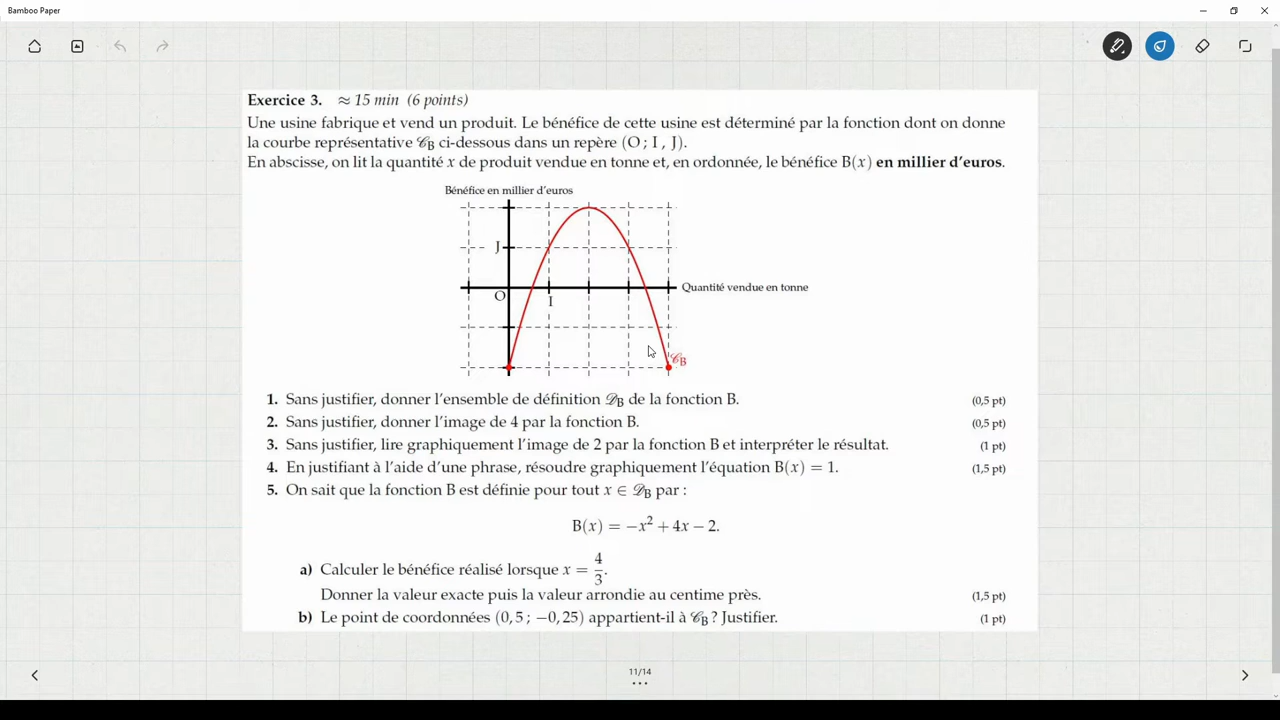 Bamboo Paper
Exercice 3. ≈ 15 min (6 points)
Une usine fabrique et vend un produit. Le bénéfice de cette usine est déterminé par la fonction dont on donne
la courbe représentative 𝒞B ci-dessous dans un repère (O ; I , J).
En abscisse, on lit la quantité x de produit vendue en tonne et, en ordonnée, le bénéfice B(x) en millier d'euros.
Bénéfice en millier d'euros
J
O
I
Quantité vendue en tonne
𝒞B
1. Sans justifier, donner l'ensemble de définition 𝒟B de la fonction B. (0,5 pt)
2. Sans justifier, donner l'image de 4 par la fonction B. (0,5 pt)
3. Sans justifier, lire graphiquement l'image de 2 par la fonction B et interpréter le résultat. (1 pt)
4. En justifiant à l'aide d'une phrase, résoudre graphiquement l'équation B(x) = 1. (1,5 pt)
5. On sait que la fonction B est définie pour tout x ∈ 𝒟B par :
B(x) = −x² + 4x − 2.
a) Calculer le bénéfice réalisé lorsque x = 4/3.
Donner la valeur exacte puis la valeur arrondie au centime près. (1,5 pt)
b) Le point de coordonnées (0, 5 ; −0, 25) appartient-il à 𝒞B ? Justifier. (1 pt)
11/14